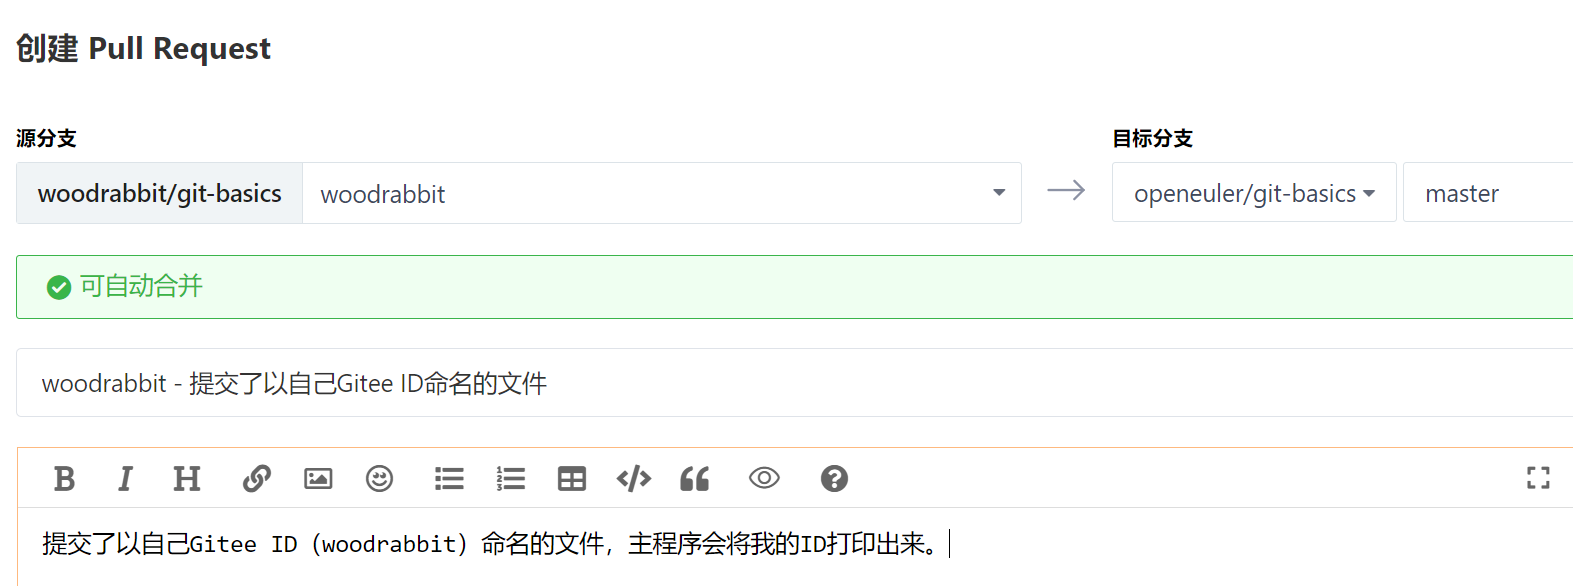 创建 Pull Request
源分支
目标分支
woodrabbit/git-basics woodrabbit openeuler/git-basics master
可自动合并
woodrabbit - 提交了以自己Gitee ID命名的文件
提交了以自己Gitee ID（woodrabbit）命名的文件，主程序会将我的ID打印出来。